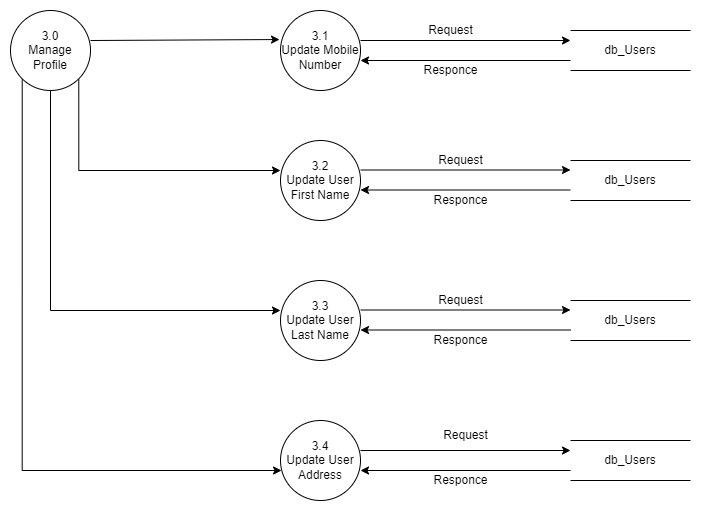 3.0
Manage
Profile
3.1
Update Mobile
Number
Request
Responce
db_Users
3.2
Update User
First Name
Request
Responce
db_Users
3.3
Update User
Last Name
Request
Responce
db_Users
3.4
Update User
Address
Request
Responce
db_Users